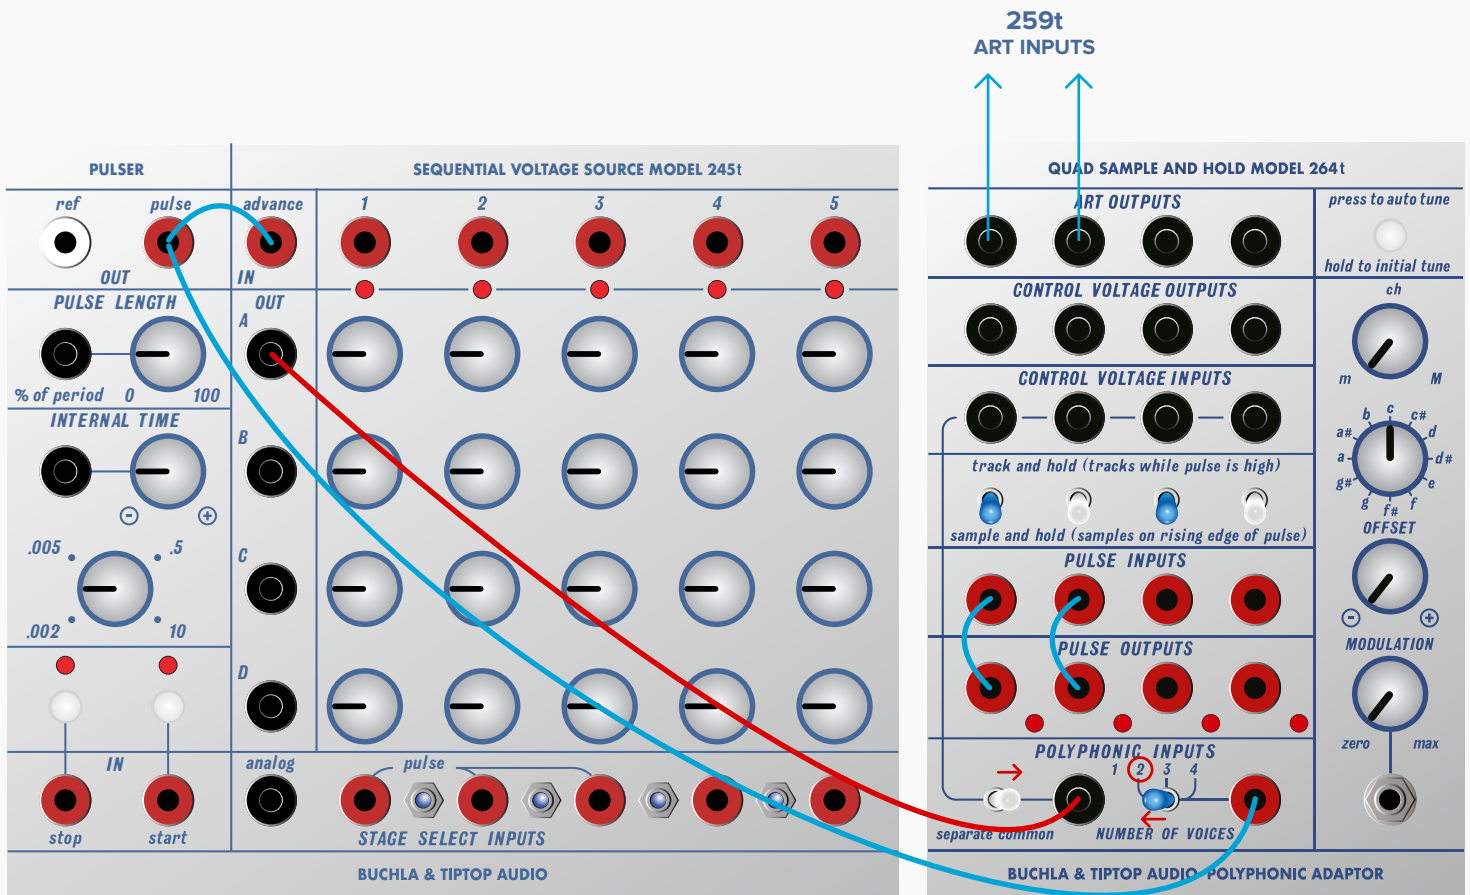 259t
ART INPUTS
PULSER
SEQUENTIAL VOLTAGE SOURCE MODEL 245t
ref
pulse
advance
1
2
3
4
5
OUT
IN
PULSE LENGTH
OUT
A
% of period
0
100
INTERNAL TIME
B
-
+
C
.005
.5
.002
10
D
IN
analog
pulse
stop
start
STAGE SELECT INPUTS
BUCHLA & TIPTOP AUDIO
QUAD SAMPLE AND HOLD MODEL 264t
ART OUTPUTS
press to auto tune
hold to initial tune
CONTROL VOLTAGE OUTPUTS
ch
m
M
CONTROL VOLTAGE INPUTS
c
b
c#
a#
d
a
d#
g#
e
g
f
f#
track and hold (tracks while pulse is high)
sample and hold (samples on rising edge of pulse)
OFFSET
PULSE INPUTS
-
+
PULSE OUTPUTS
MODULATION
zero
max
POLYPHONIC INPUTS
1
2
3
4
separate common
NUMBER OF VOICES
BUCHLA & TIPTOP AUDIO POLYPHONIC ADAPTOR